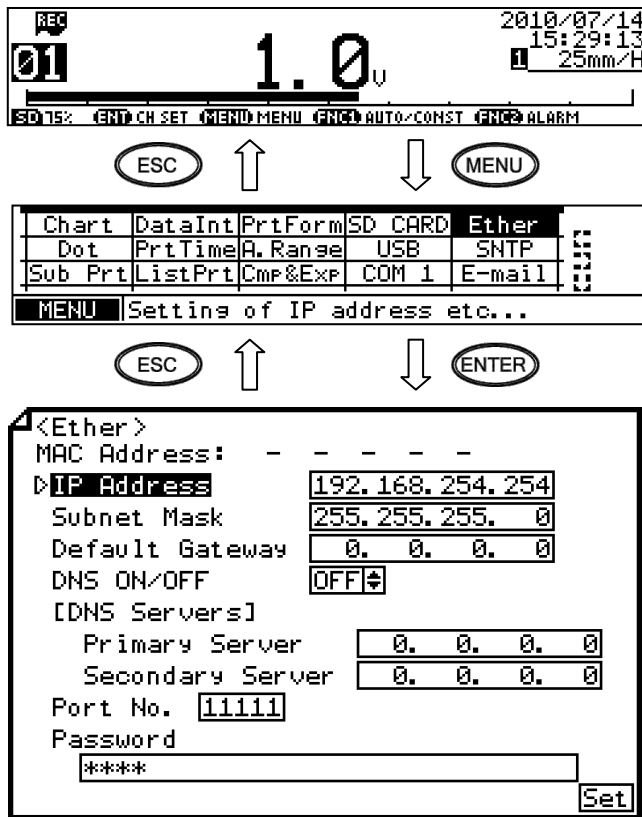 REC
2010/07/14
15:29:13
01 1.0 V
1 25mm/H
SD 75% ENT CH SET MENU MENU FNC1 AUTO/CONST FNC2 ALARM
ESC MENU
Chart DataInt PrtForm SD CARD Ether
Dot PrtTime A.Range USB SNTP
Sub Prt ListPrt Cmp&Exp COM 1 E-mail
MENU Setting of IP address etc...
ESC ENTER
<Ether>
MAC Address: - - - - -
IP Address 192.168.254.254
Subnet Mask 255.255.255. 0
Default Gateway 0. 0. 0. 0
DNS ON/OFF OFF
[DNS Servers]
Primary Server 0. 0. 0. 0
Secondary Server 0. 0. 0. 0
Port No. 11111
Password
****
Set